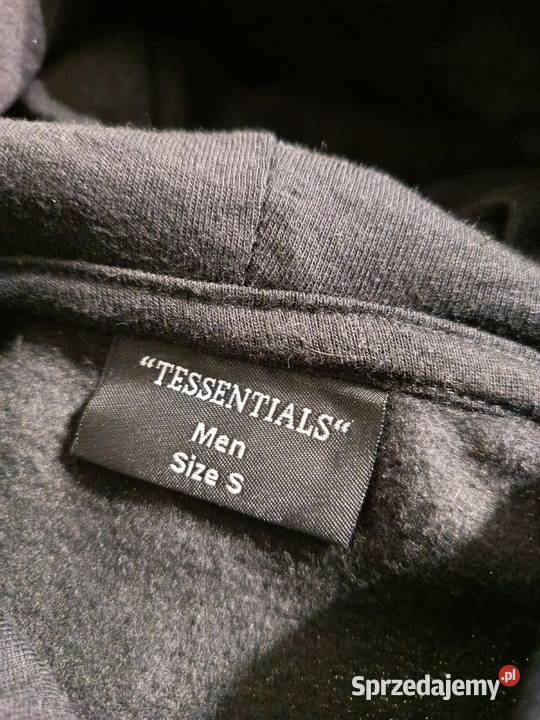 “TESSENTIALS“
Men
Size S
Sprzedajemy.pl